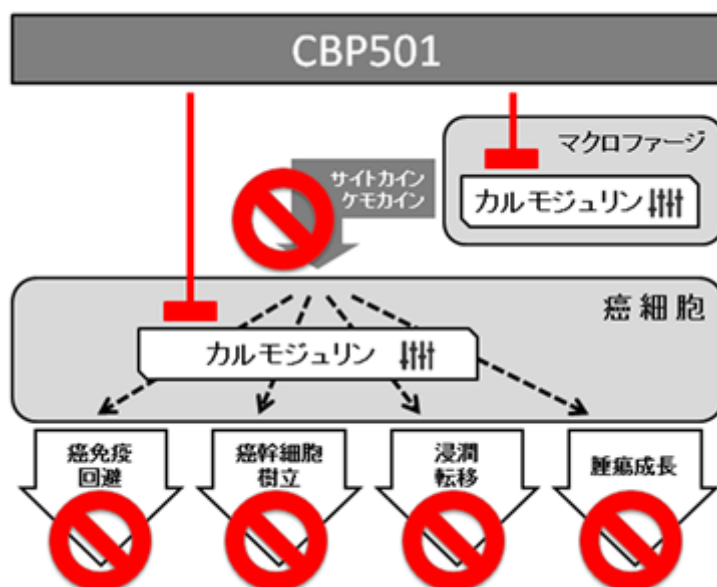 CBP501
マクロファージ
サイトカイン
ケモカイン
カルモジュリン
癌細胞
カルモジュリン
癌免疫
回避
癌幹細胞
樹立
浸潤
転移
腫瘍成長